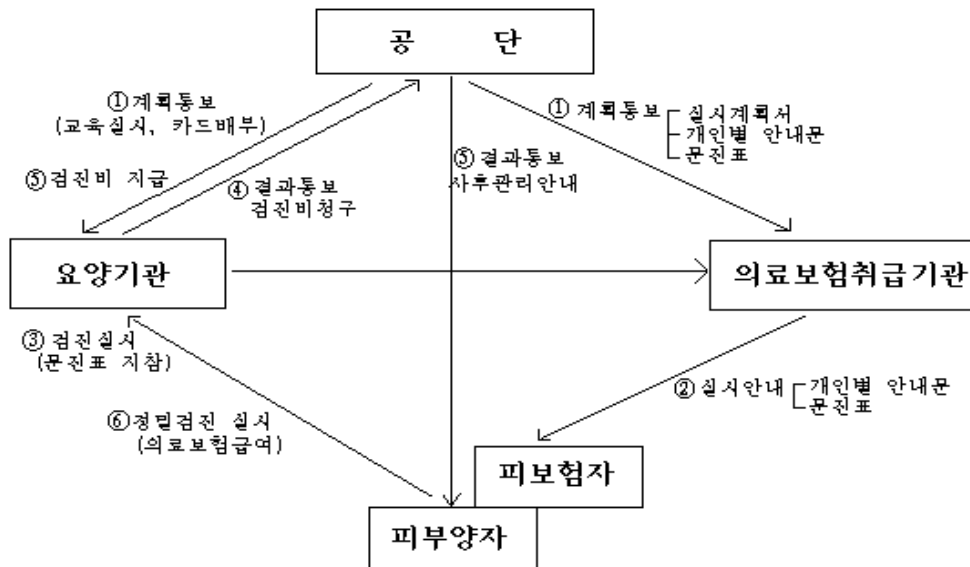 공 단
①계획통보
(교육실시, 카드배부)
① 계획통보
실시계획서
개인별 안내문
문진표
⑤검진비 지급
④ 결과통보
검진비청구
⑤ 결과통보
사후관리안내
요양기관
의료보험취급기관
③ 검진실시
(문진표 지참)
② 실시안내
개인별 안내문
문진표
⑥정밀검진 실시
(의료보험급여)
피보험자
피부양자